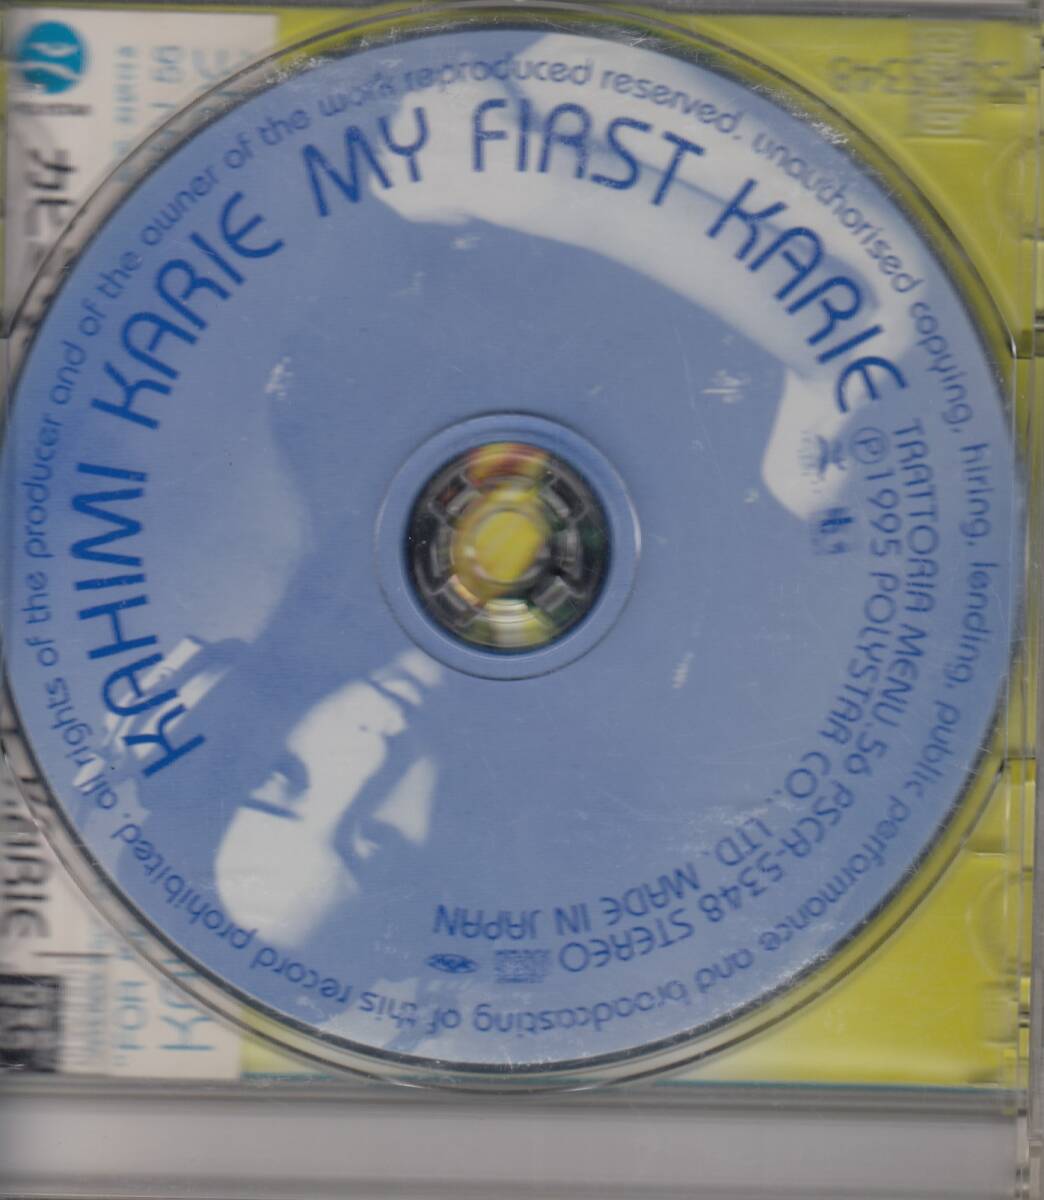 KAHIMI KARIE MY FIRST KARIE
TRATTORIA MENU.56 PSCA-5348 STEREO
℗1995 POLYSTAR CO., LTD. MADE IN JAPAN
all rights of the producer and of the owner of the work reproduced reserved. unauthorised copying, hiring, lending, public performance and broadcasting of this record prohibited.